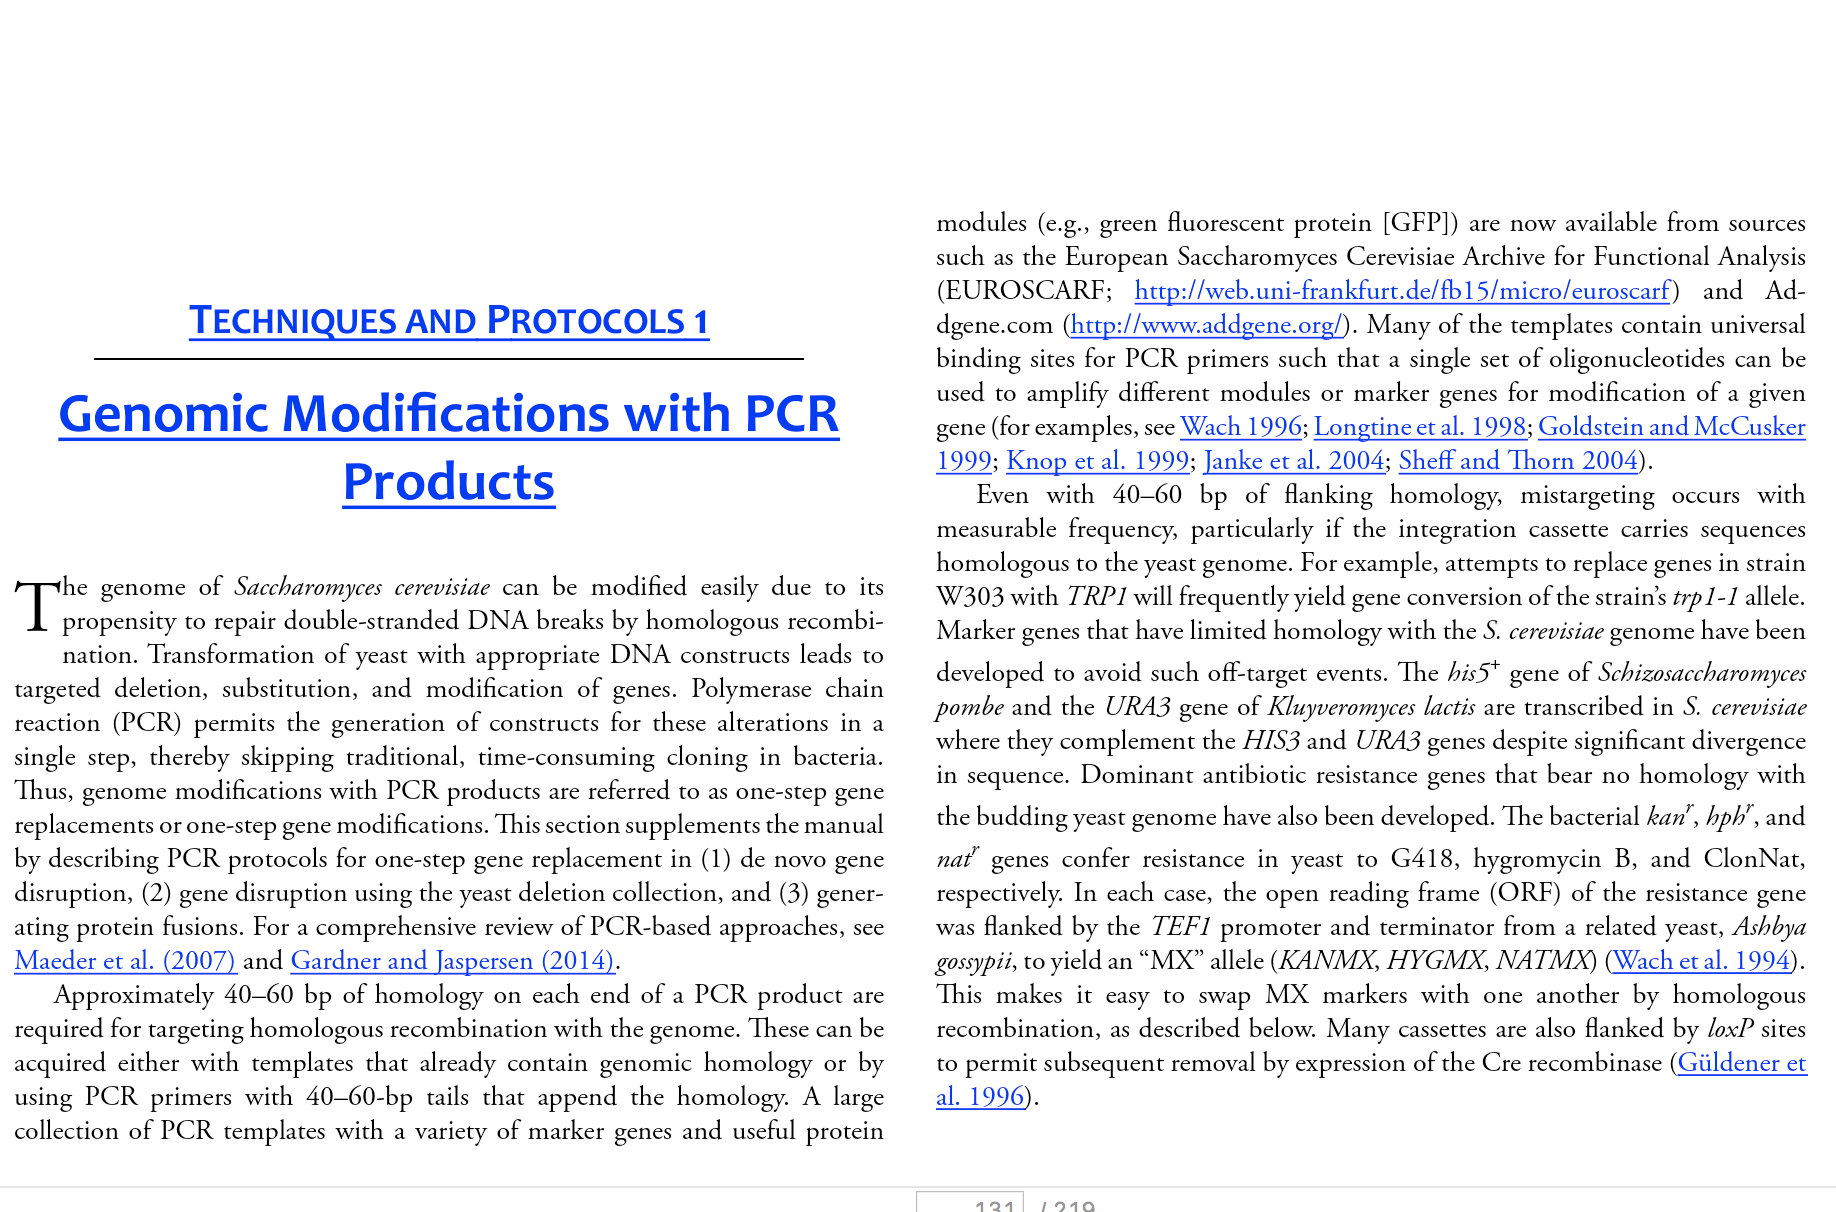 TECHNIQUES AND PROTOCOLS 1
Genomic Modifications with PCR
Products
The genome of Saccharomyces cerevisiae can be modified easily due to its
propensity to repair double-stranded DNA breaks by homologous recombi-
nation. Transformation of yeast with appropriate DNA constructs leads to
targeted deletion, substitution, and modification of genes. Polymerase chain
reaction (PCR) permits the generation of constructs for these alterations in a
single step, thereby skipping traditional, time-consuming cloning in bacteria.
Thus, genome modifications with PCR products are referred to as one-step gene
replacements or one-step gene modifications. This section supplements the manual
by describing PCR protocols for one-step gene replacement in (1) de novo gene
disruption, (2) gene disruption using the yeast deletion collection, and (3) gener-
ating protein fusions. For a comprehensive review of PCR-based approaches, see
Maeder et al. (2007) and Gardner and Jaspersen (2014).
Approximately 40–60 bp of homology on each end of a PCR product are
required for targeting homologous recombination with the genome. These can be
acquired either with templates that already contain genomic homology or by
using PCR primers with 40–60-bp tails that append the homology. A large
collection of PCR templates with a variety of marker genes and useful protein
modules (e.g., green fluorescent protein [GFP]) are now available from sources
such as the European Saccharomyces Cerevisiae Archive for Functional Analysis
(EUROSCARF; http://web.uni-frankfurt.de/fb15/micro/euroscarf) and Ad-
dgene.com (http://www.addgene.org/). Many of the templates contain universal
binding sites for PCR primers such that a single set of oligonucleotides can be
used to amplify different modules or marker genes for modification of a given
gene (for examples, see Wach 1996; Longtine et al. 1998; Goldstein and McCusker
1999; Knop et al. 1999; Janke et al. 2004; Sheff and Thorn 2004).
Even with 40–60 bp of flanking homology, mistargeting occurs with
measurable frequency, particularly if the integration cassette carries sequences
homologous to the yeast genome. For example, attempts to replace genes in strain
W303 with TRP1 will frequently yield gene conversion of the strain’s trp1-1 allele.
Marker genes that have limited homology with the S. cerevisiae genome have been
developed to avoid such off-target events. The his5⁺ gene of Schizosaccharomyces
pombe and the URA3 gene of Kluyveromyces lactis are transcribed in S. cerevisiae
where they complement the HIS3 and URA3 genes despite significant divergence
in sequence. Dominant antibiotic resistance genes that bear no homology with
the budding yeast genome have also been developed. The bacterial kanʳ, hphʳ, and
natʳ genes confer resistance in yeast to G418, hygromycin B, and ClonNat,
respectively. In each case, the open reading frame (ORF) of the resistance gene
was flanked by the TEF1 promoter and terminator from a related yeast, Ashbya
gossypii, to yield an “MX” allele (KANMX, HYGMX, NATMX) (Wach et al. 1994).
This makes it easy to swap MX markers with one another by homologous
recombination, as described below. Many cassettes are also flanked by loxP sites
to permit subsequent removal by expression of the Cre recombinase (Güldener et
al. 1996).
131 / 219